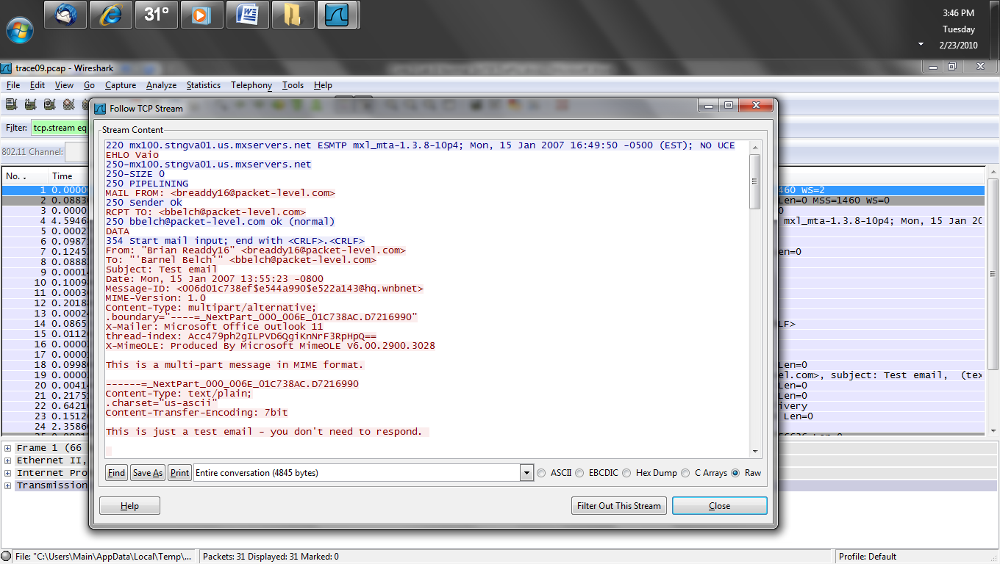 31°
3:46 PM
Tuesday
2/23/2010
trace09.pcap - Wireshark
File Edit View Go Capture Analyze Statistics Telephony Tools Help
Filter: tcp.stream eq
802.11 Channel:
Follow TCP Stream
Stream Content
220 mx100.stngva01.us.mxservers.net ESMTP mxl_mta-1.3.8-10p4; Mon, 15 Jan 2007 16:49:50 -0500 (EST); NO UCE
EHLO Vaio
250-mx100.stngva01.us.mxservers.net
250-SIZE 0
250 PIPELINING
MAIL FROM: <breaddy16@packet-level.com>
250 Sender Ok
RCPT TO: <bbelch@packet-level.com>
250 bbelch@packet-level.com ok (normal)
DATA
354 Start mail input; end with <CRLF>.<CRLF>
From: "Brian Readdy16" <breaddy16@packet-level.com>
To: "'Barnel Belch'" <bbelch@packet-level.com>
Subject: Test email
Date: Mon, 15 Jan 2007 13:55:23 -0800
Message-ID: <006d01c738ef$e544a990$e522a143@hq.wnbnet>
MIME-Version: 1.0
Content-Type: multipart/alternative;
.boundary="----=_NextPart_000_006E_01C738AC.D7216990"
X-Mailer: Microsoft Office Outlook 11
thread-index: Acc479ph2gILPVD6QgiKnNrF3RpHpQ==
X-MimeOLE: Produced By Microsoft MimeOLE V6.00.2900.3028
This is a multi-part message in MIME format.
------=_NextPart_000_006E_01C738AC.D7216990
Content-Type: text/plain;
.charset="us-ascii"
Content-Transfer-Encoding: 7bit
This is just a test email - you don't need to respond.
Find Save As Print Entire conversation (4845 bytes) ASCII EBCDIC Hex Dump C Arrays Raw
Help Filter Out This Stream Close
No. Time
1 0.0000
2 0.0883
3 0.0000
4 4.5946
5 0.0002
6 0.0987
7 0.1245
8 0.0888
9 0.0001
10 0.1009
11 0.0003
12 0.2018
13 0.0002
14 0.0865
15 0.0112
16 0.0000
17 0.0000
18 0.0998
19 0.0000
20 0.0041
21 0.2175
22 0.6421
23 0.1512
24 2.3586
460 WS=2
Len=0 MSS=1460 WS=0
0
mxl_mta-1.3.8-10p4; Mon, 15 Jan 20
en=0
LF>
Len=0
el.com>, subject: Test email, (tex
Len=0
Len=0
very
Len=0
Frame 1 (66
Ethernet II,
Internet Pro
Transmission
File: "C:\Users\Main\AppData\Local\Temp\... Packets: 31 Displayed: 31 Marked: 0 Profile: Default